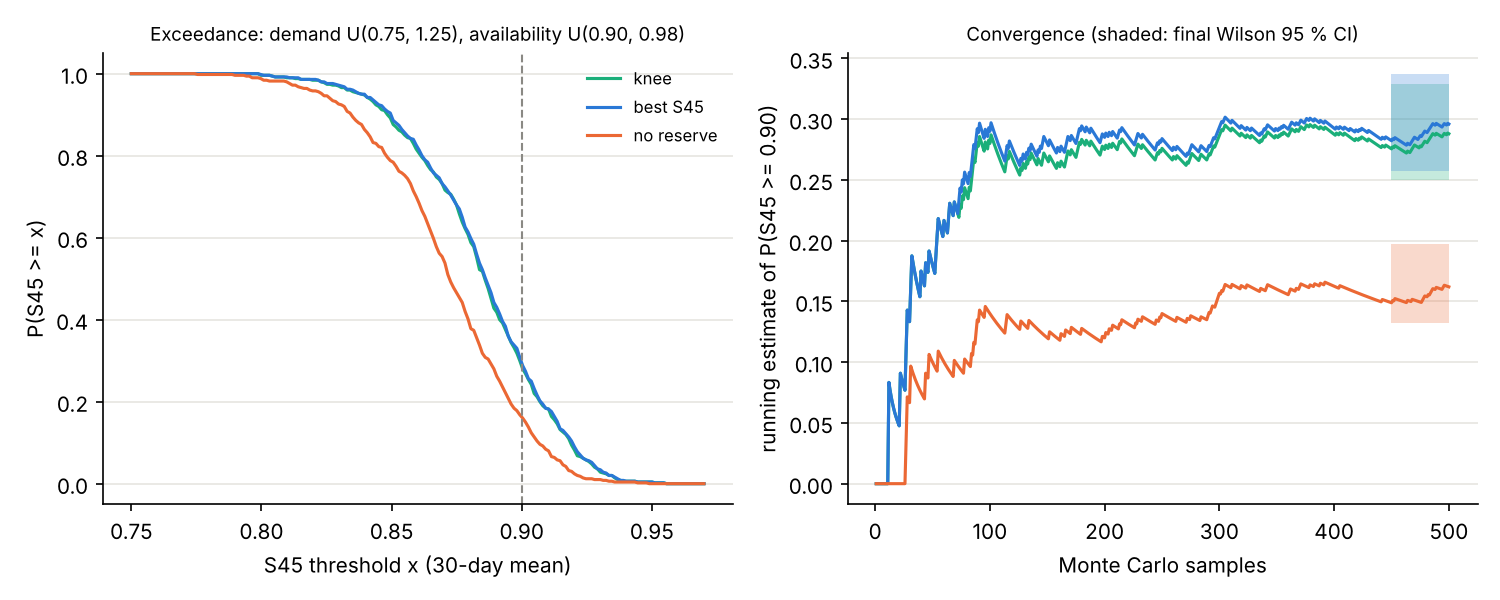 Exceedance: demand U(0.75, 1.25), availability U(0.90, 0.98)
1.0
0.8
0.6
0.4
0.2
0.0
P(S45 >= x)
knee
best S45
no reserve
0.75
0.80
0.85
0.90
0.95
S45 threshold x (30-day mean)
Convergence (shaded: final Wilson 95 % CI)
0.35
0.30
0.25
0.20
0.15
0.10
0.05
0.00
running estimate of P(S45 >= 0.90)
0
100
200
300
400
500
Monte Carlo samples